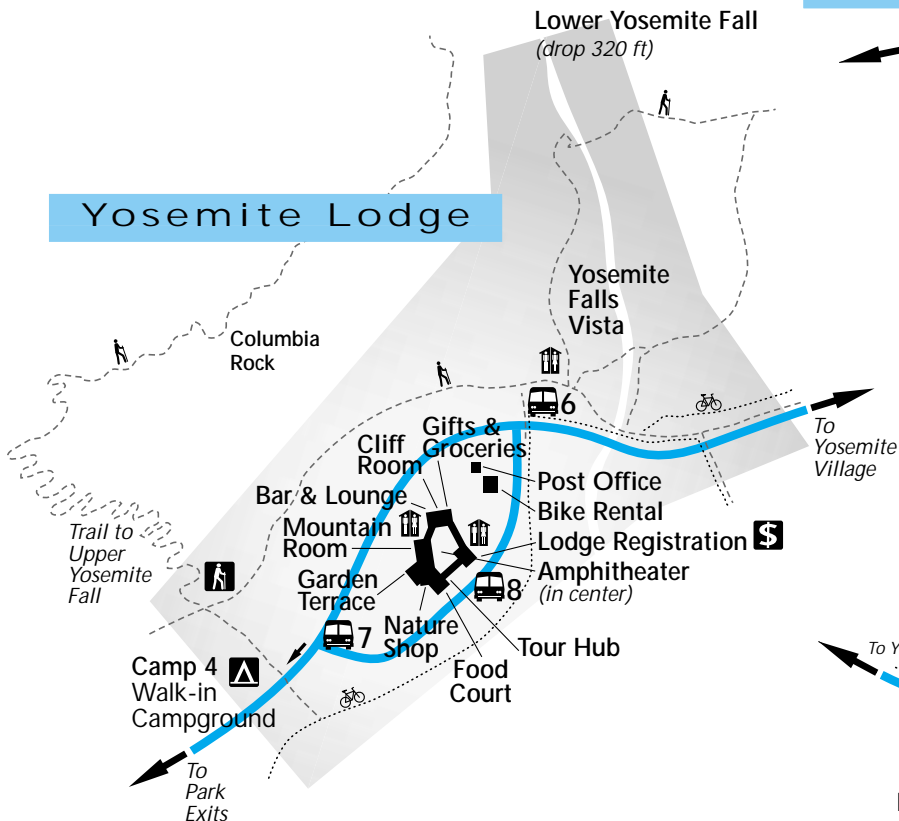 Lower Yosemite Fall
(drop 320 ft)
Yosemite Lodge
Yosemite
Falls
Vista
Columbia
Rock
6
To
Yosemite
Village
Gifts &
Groceries
Cliff
Room
Bar & Lounge
Mountain
Room
Garden
Terrace
Post Office
Bike Rental
Lodge Registration $
Amphitheater
(in center)
8
Trail to
Upper
Yosemite
Fall
7
Nature
Shop
Tour Hub
Food
Court
Camp 4
Walk-in
Campground
To
Park
Exits
To Y